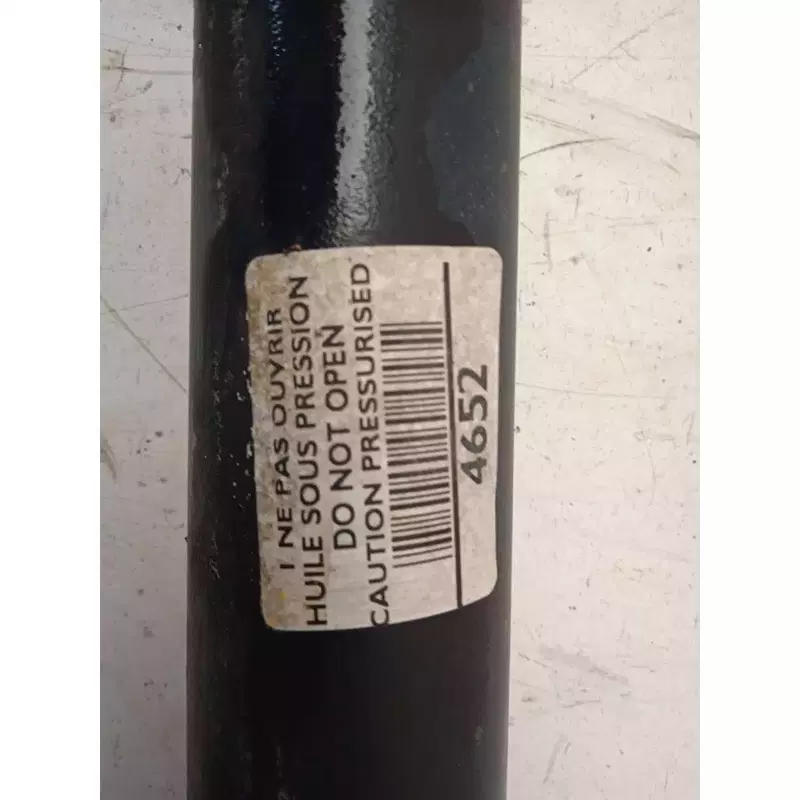 NE PAS OUVRIR
HUILE SOUS PRESSION
DO NOT OPEN
CAUTION PRESSURISED
4652